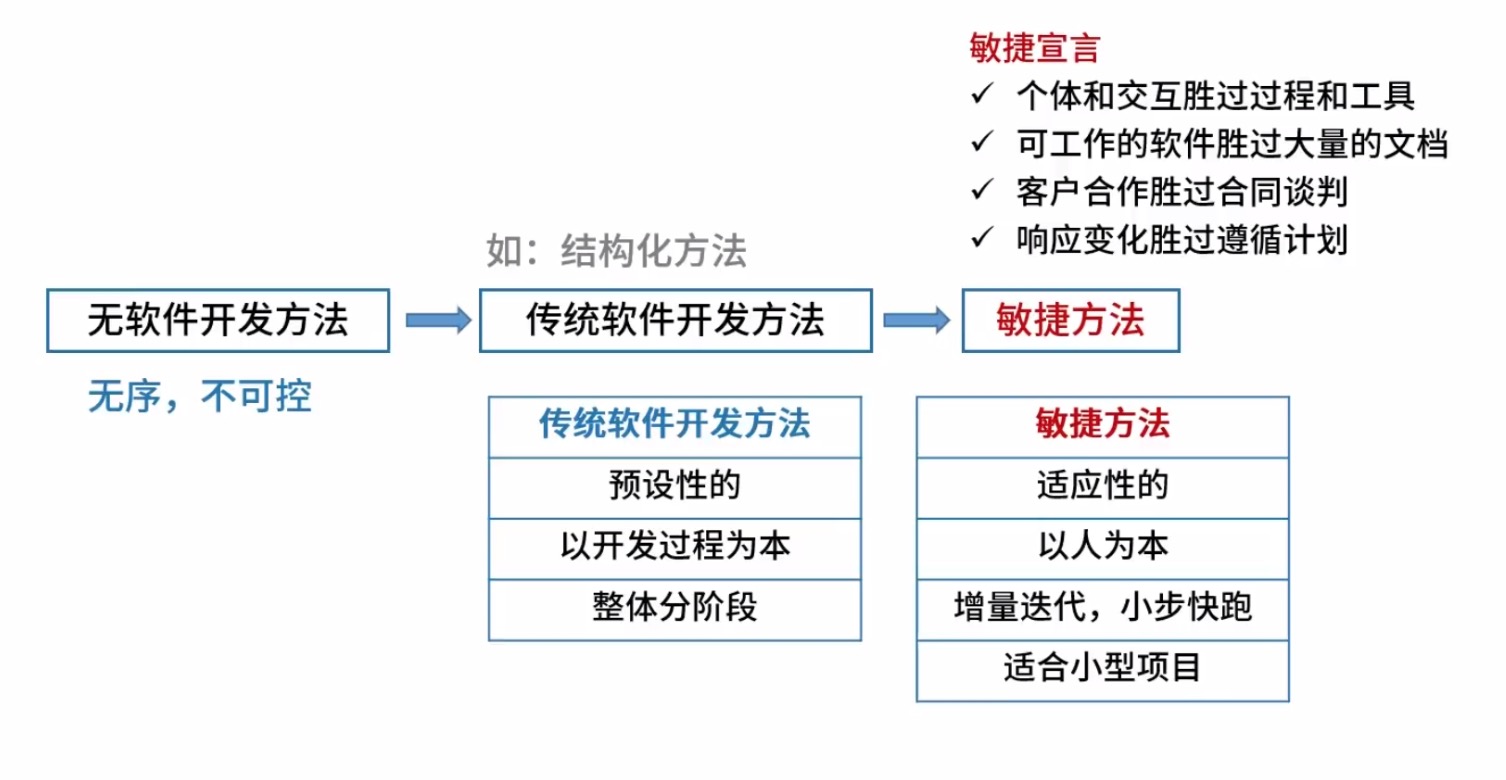 敏捷宣言
✓ 个体和交互胜过过程和工具
✓ 可工作的软件胜过大量的文档
✓ 客户合作胜过合同谈判
✓ 响应变化胜过遵循计划
如：结构化方法
无软件开发方法
传统软件开发方法
敏捷方法
无序，不可控
传统软件开发方法
预设性的
以开发过程为本
整体分阶段
敏捷方法
适应性的
以人为本
增量迭代，小步快跑
适合小型项目